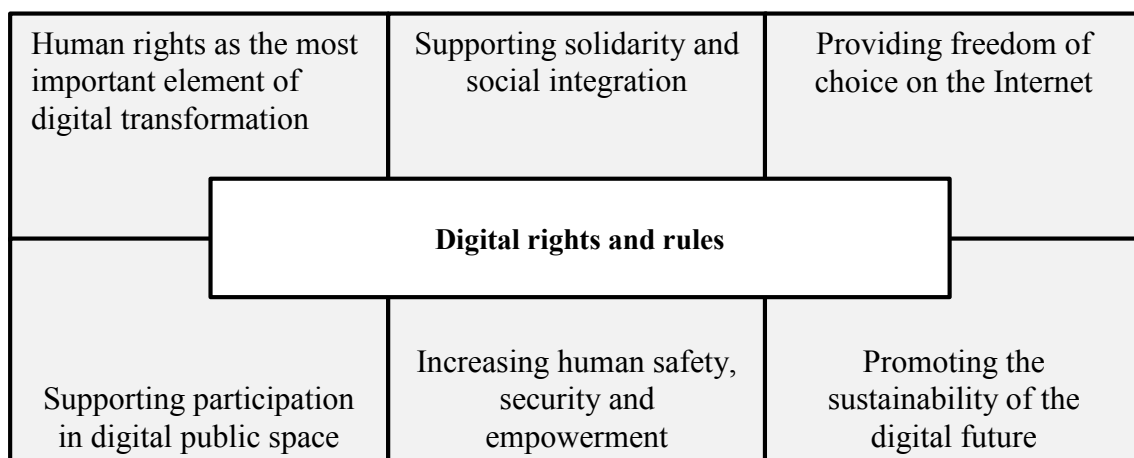 Human rights as the most
important element of
digital transformation
Supporting solidarity and
social integration
Providing freedom of
choice on the Internet
Digital rights and rules
Supporting participation
in digital public space
Increasing human safety,
security and
empowerment
Promoting the
sustainability of the
digital future